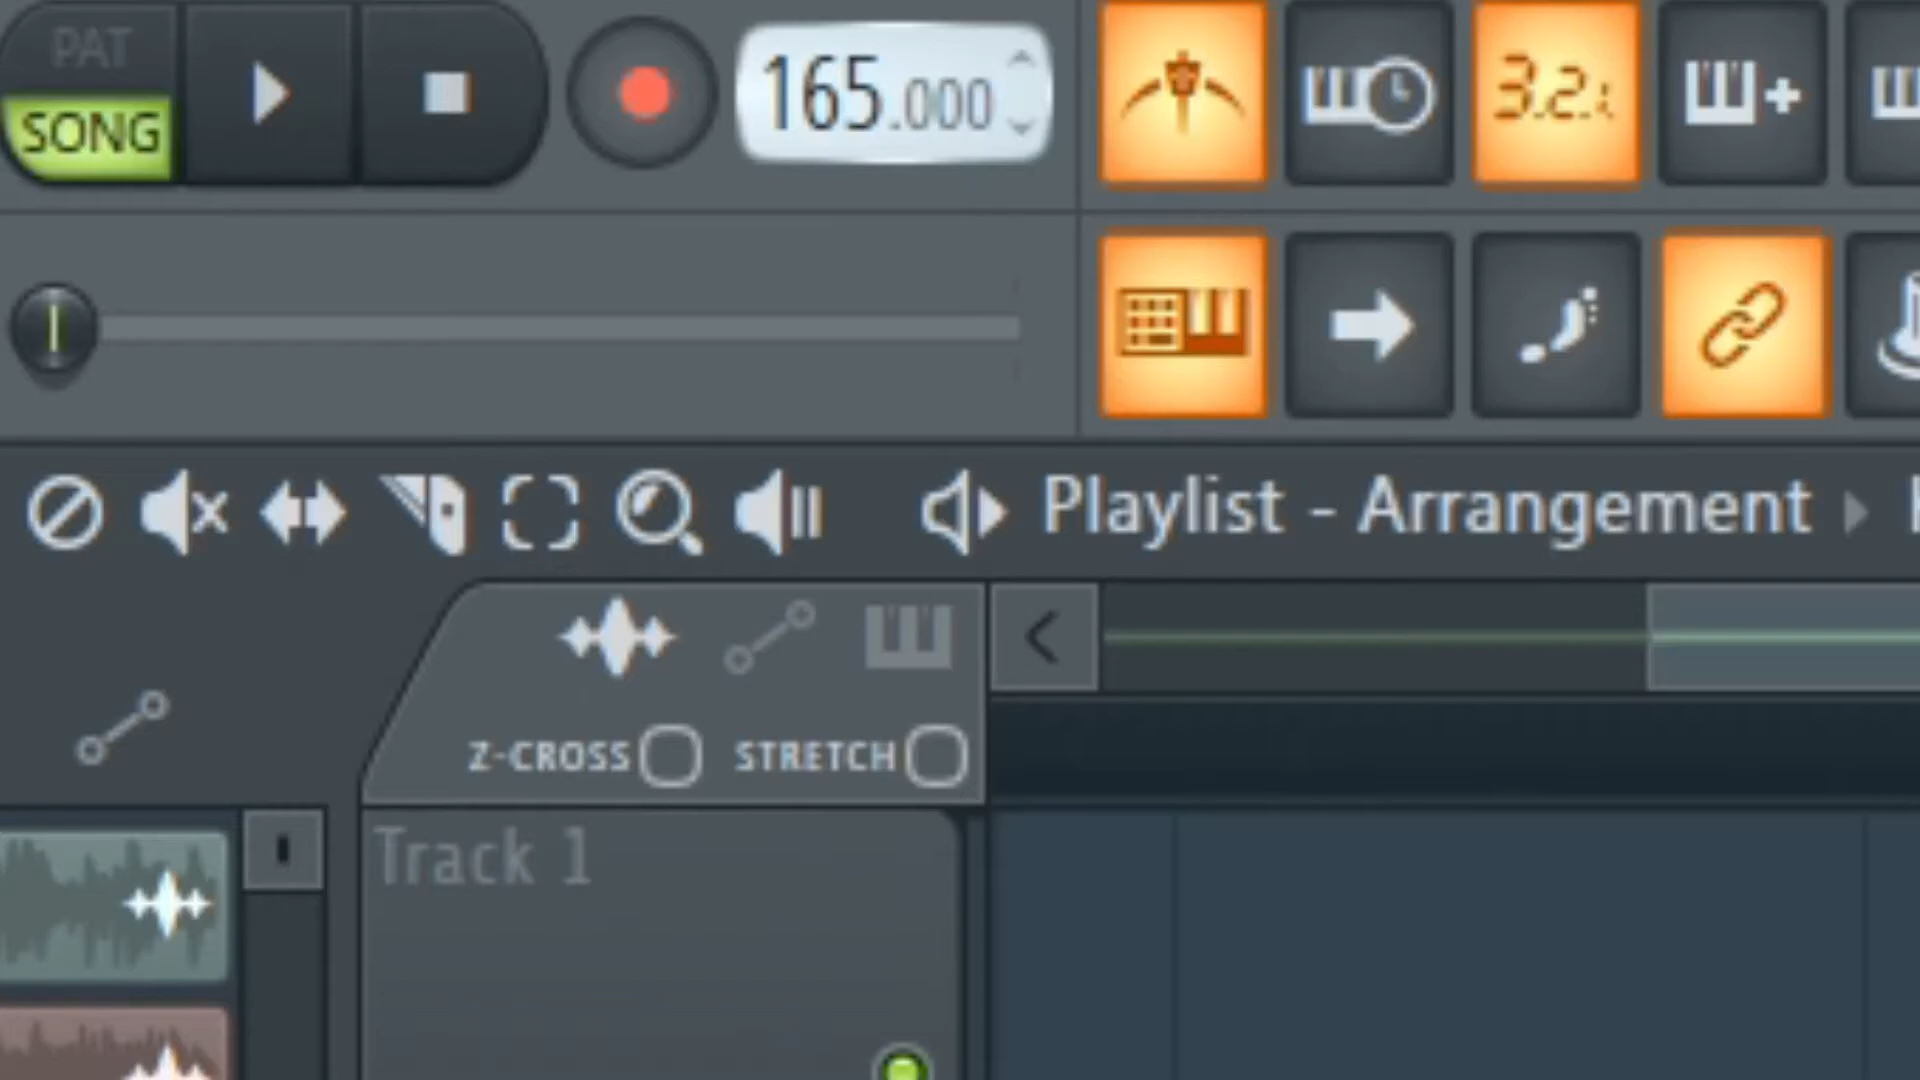 PAT
SONG
165.000
3.2.:
Playlist - Arrangement
Z-CROSS STRETCH
Track 1